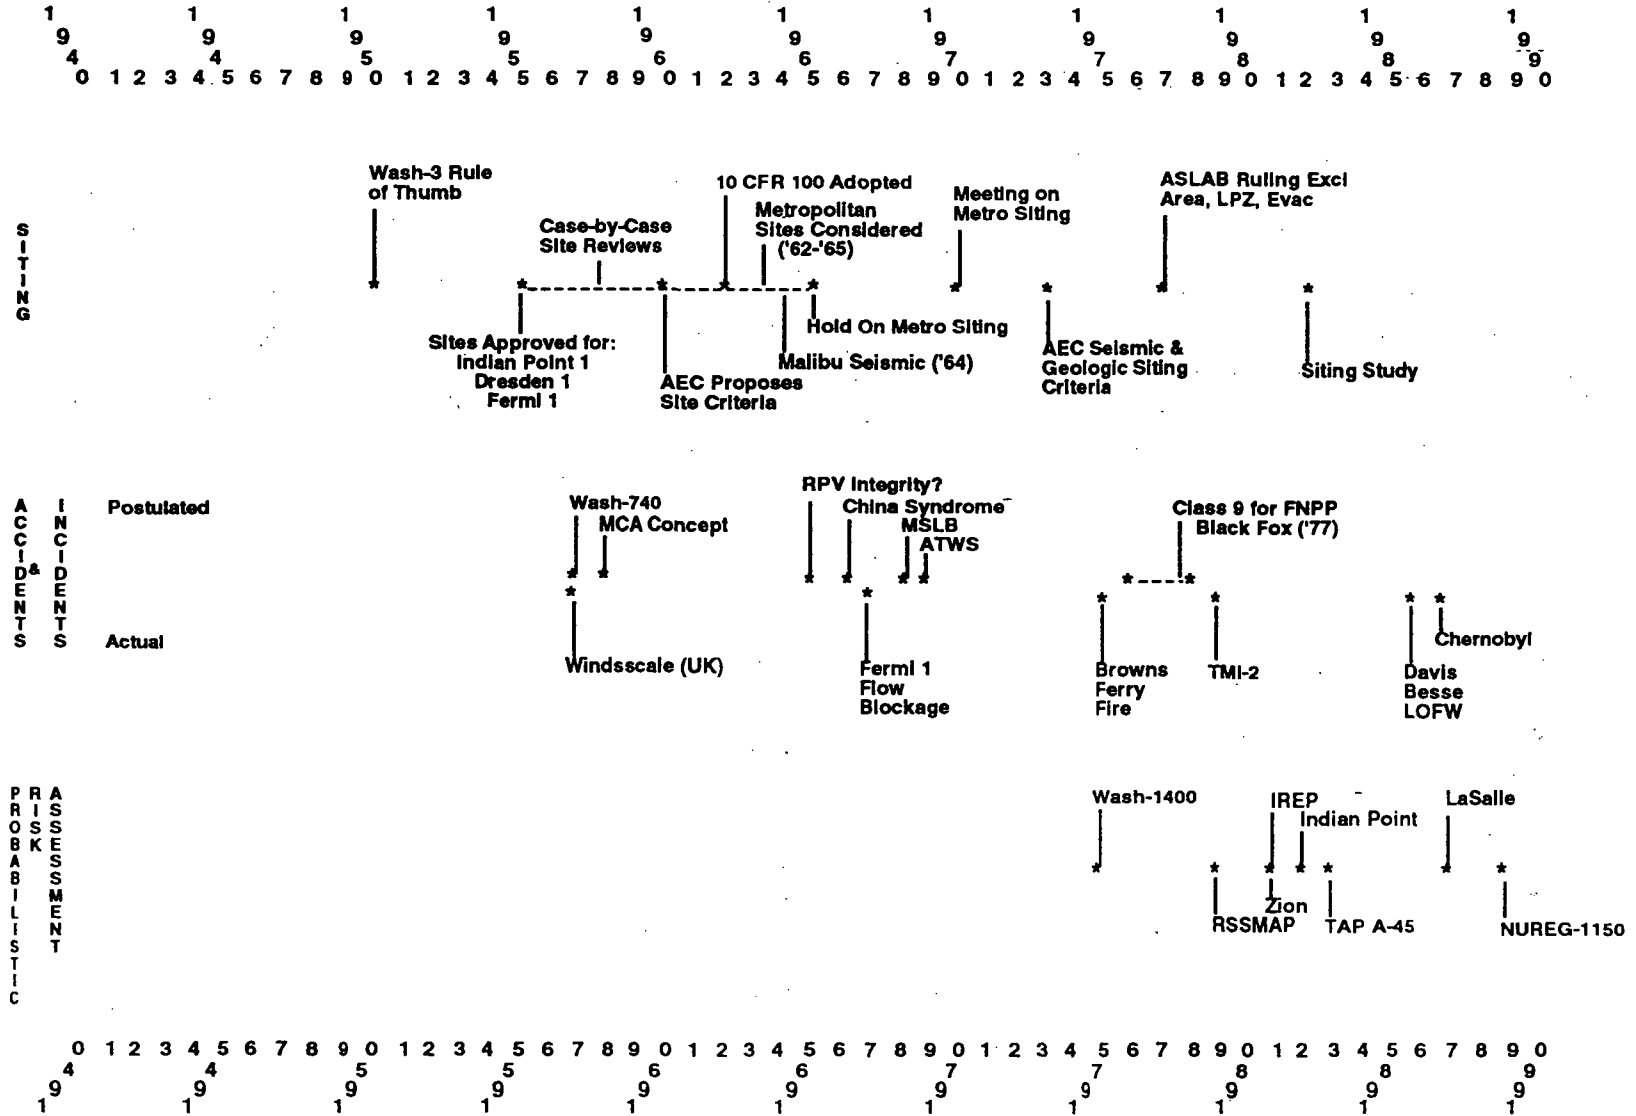 1940 1945 1950 1955 1960 1965 1970 1975 1980 1985 1990
0 1 2 3 4 5 6 7 8 9 0 1 2 3 4 5 6 7 8 9 0 1 2 3 4 5 6 7 8 9 0 1 2 3 4 5 6 7 8 9 0 1 2 3 4 5 6 7 8 9 0
SITING
Wash-3 Rule
of Thumb
Case-by-Case
Site Reviews
10 CFR 100 Adopted
Metropolitan
Sites Considered
('62-'65)
Meeting on
Metro Siting
ASLAB Ruling Excl
Area, LPZ, Evac
Sites Approved for:
Indian Point 1
Dresden 1
Fermi 1
AEC Proposes
Site Criteria
Hold On Metro Siting
Malibu Seismic ('64)
AEC Seismic &
Geologic Siting
Criteria
Siting Study
ACCIDENTS
&
INCIDENTS
Postulated
Wash-740
MCA Concept
RPV Integrity?
China Syndrome
MSLB
ATWS
Class 9 for FNPP
Black Fox ('77)
Actual
Windsscale (UK)
Fermi 1
Flow
Blockage
Browns
Ferry
Fire
TMI-2
Davis
Besse
LOFW
Chernobyl
PROBABILISTIC
RISK
ASSESSMENT
Wash-1400
IREP
Indian Point
LaSalle
RSSMAP
Zion
TAP A-45
NUREG-1150
0 1 2 3 4 5 6 7 8 9 0 1 2 3 4 5 6 7 8 9 0 1 2 3 4 5 6 7 8 9 0 1 2 3 4 5 6 7 8 9 0 1 2 3 4 5 6 7 8 9 0
1940 1945 1950 1955 1960 1965 1970 1975 1980 1985 1990